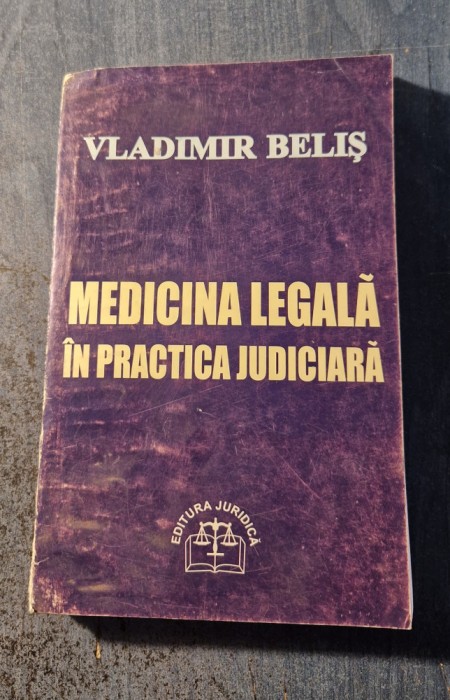 VLADIMIR BELIŞ
MEDICINA LEGALĂ
ÎN PRACTICA JUDICIARĂ
EDITURA JURIDICĂ